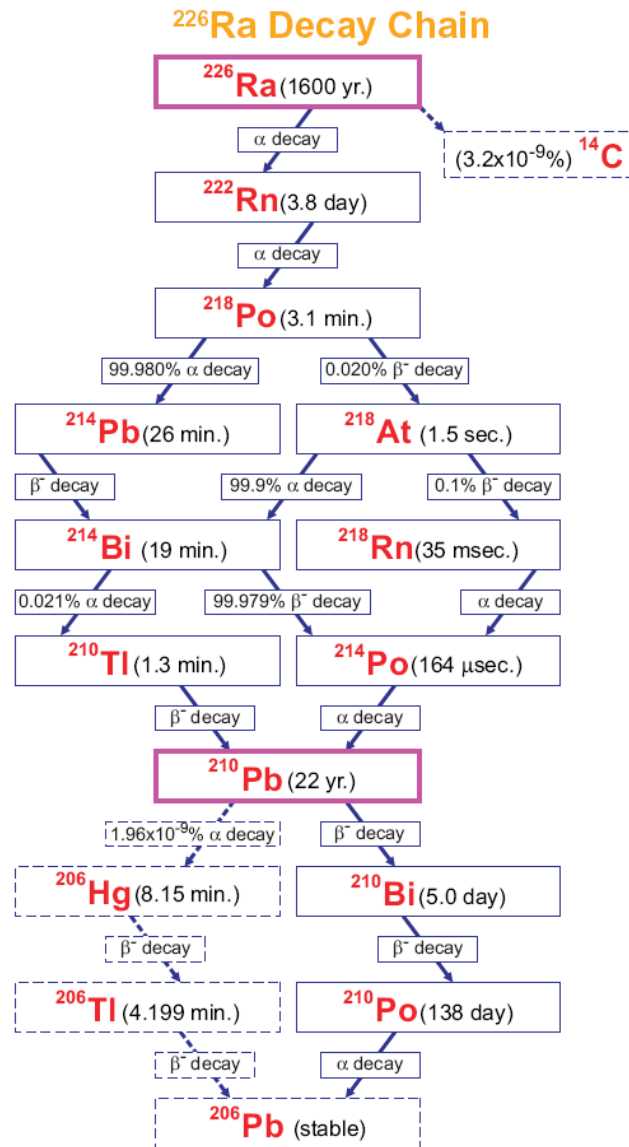 ²²⁶Ra Decay Chain
²²⁶Ra (1600 yr.)
α decay
(3.2x10⁻⁹%) ¹⁴C
²²²Rn (3.8 day)
α decay
²¹⁸Po (3.1 min.)
99.980% α decay
0.020% β⁻ decay
²¹⁴Pb (26 min.)
²¹⁸At (1.5 sec.)
β⁻ decay
99.9% α decay
0.1% β⁻ decay
²¹⁴Bi (19 min.)
²¹⁸Rn (35 msec.)
0.021% α decay
99.979% β⁻ decay
α decay
²¹⁰Tl (1.3 min.)
²¹⁴Po (164 μsec.)
β⁻ decay
α decay
²¹⁰Pb (22 yr.)
1.96x10⁻⁹% α decay
β⁻ decay
²⁰⁶Hg (8.15 min.)
²¹⁰Bi (5.0 day)
β⁻ decay
β⁻ decay
²⁰⁶Tl (4.199 min.)
²¹⁰Po (138 day)
β⁻ decay
α decay
²⁰⁶Pb (stable)